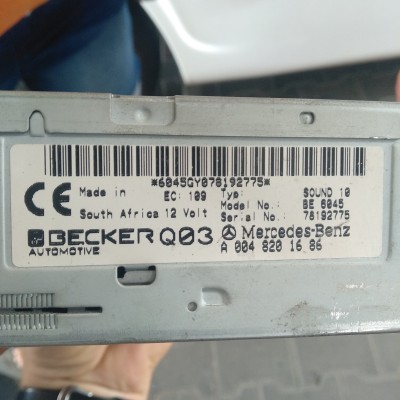 *6045GY078192775*
CE Made in EC: 109 Type: SOUND 10
Model No.: BE 6045
South Africa 12 Volt Serial No.: 78192775
BECKER Q03 Mercedes-Benz
AUTOMOTIVE A 004 820 16 86